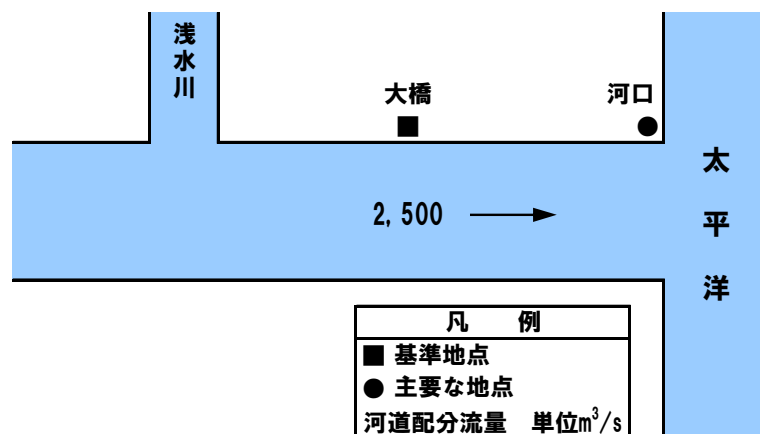 浅水川
大橋
河口
太平洋
2,500
凡 例
■ 基準地点
● 主要な地点
河道配分流量 単位m³/s